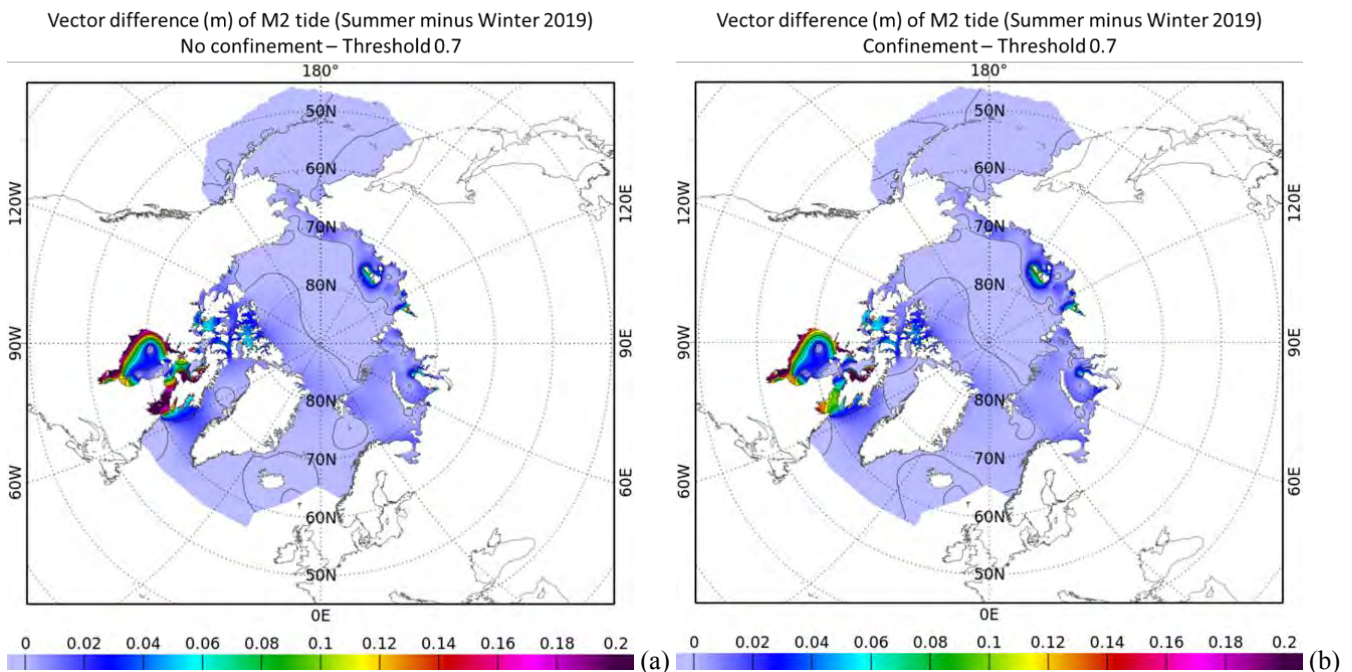 Vector difference (m) of M2 tide (Summer minus Winter 2019)
No confinement – Threshold 0.7
180°
50N
60N
70N
80N
80N
70N
60N
50N
120W
90W
60W
120E
90E
60E
0E
0 0.02 0.04 0.06 0.08 0.1 0.12 0.14 0.16 0.18 0.2
(a)
Vector difference (m) of M2 tide (Summer minus Winter 2019)
Confinement – Threshold 0.7
180°
50N
60N
70N
80N
80N
70N
60N
50N
120W
90W
60W
120E
90E
60E
0E
0 0.02 0.04 0.06 0.08 0.1 0.12 0.14 0.16 0.18 0.2
(b)